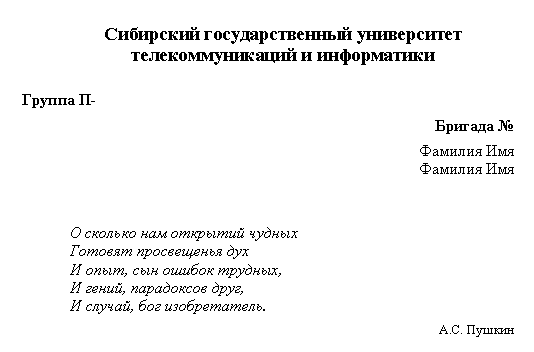 Сибирский государственный университет
телекоммуникаций и информатики
Группа П-
Бригада №
Фамилия Имя
Фамилия Имя
О сколько нам открытий чудных
Готовят просвещенья дух
И опыт, сын ошибок трудных,
И гений, парадоксов друг,
И случай, бог изобретатель.
А.С. Пушкин